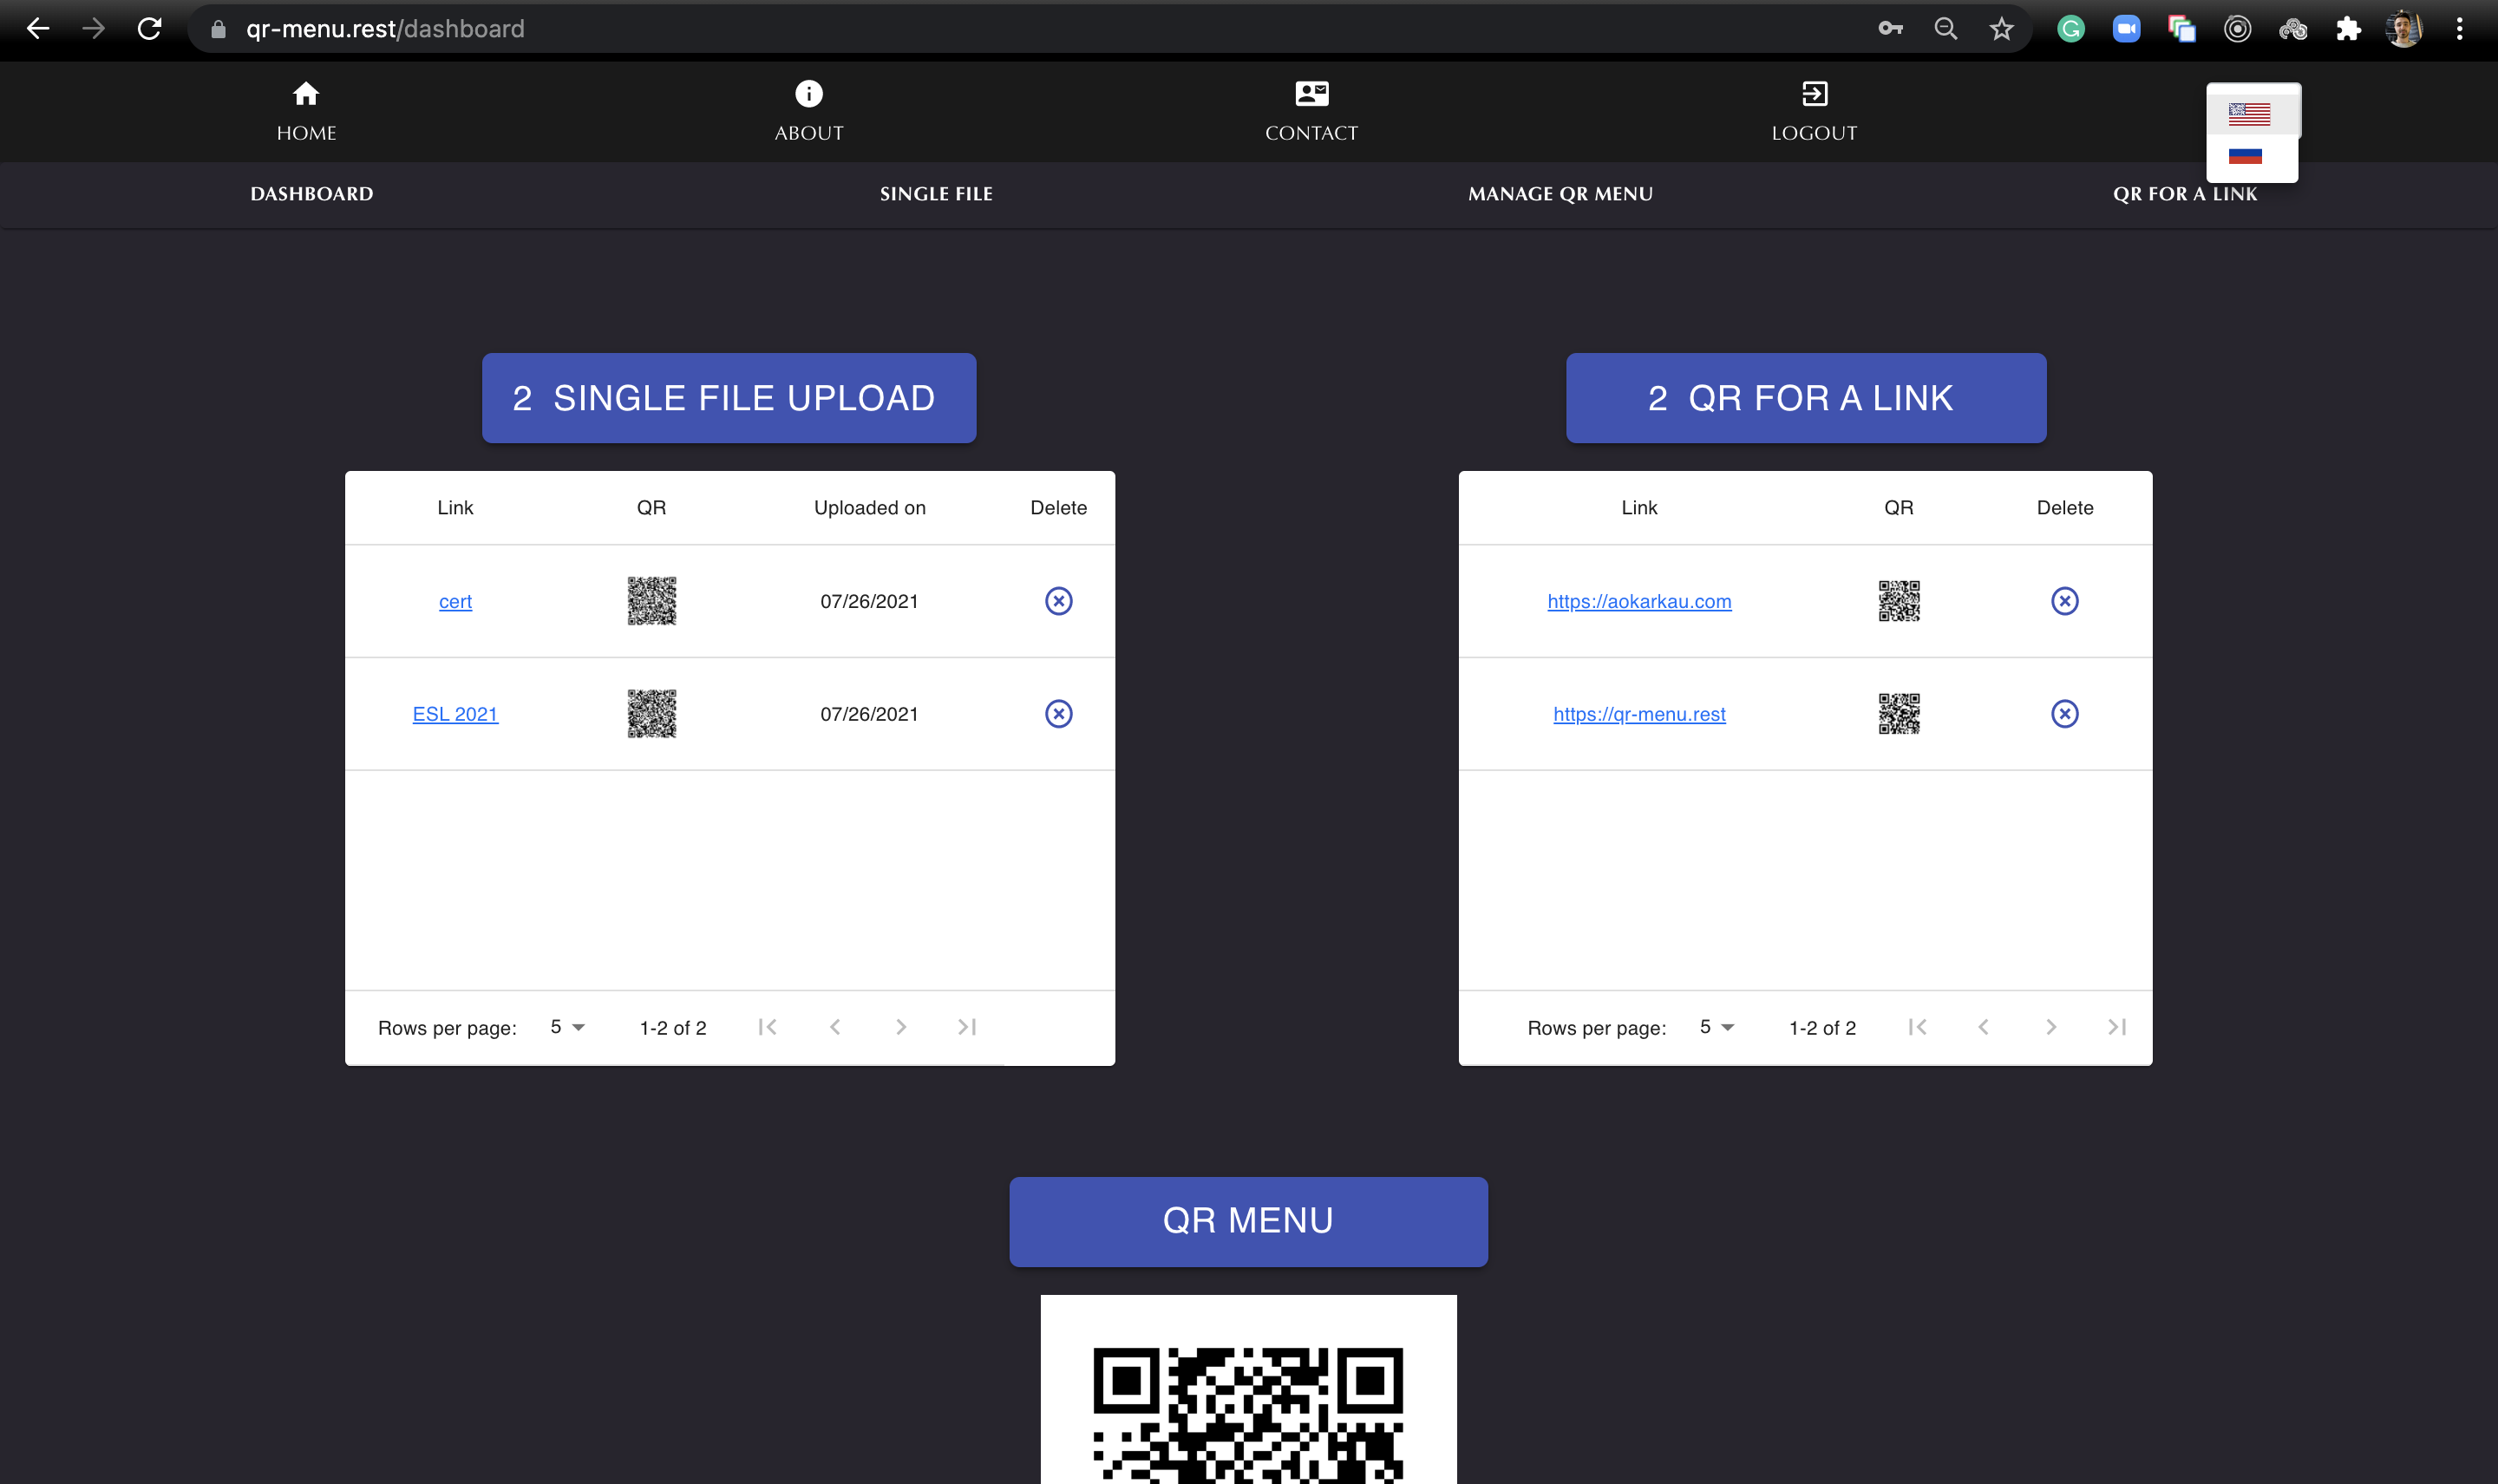 qr-menu.rest/dashboard
HOME ABOUT CONTACT LOGOUT
DASHBOARD SINGLE FILE MANAGE QR MENU QR FOR A LINK
2 SINGLE FILE UPLOAD
Link QR Uploaded on Delete
cert 07/26/2021
ESL 2021 07/26/2021
Rows per page: 5 1-2 of 2
2 QR FOR A LINK
Link QR Delete
https://aokarkau.com
https://qr-menu.rest
Rows per page: 5 1-2 of 2
QR MENU